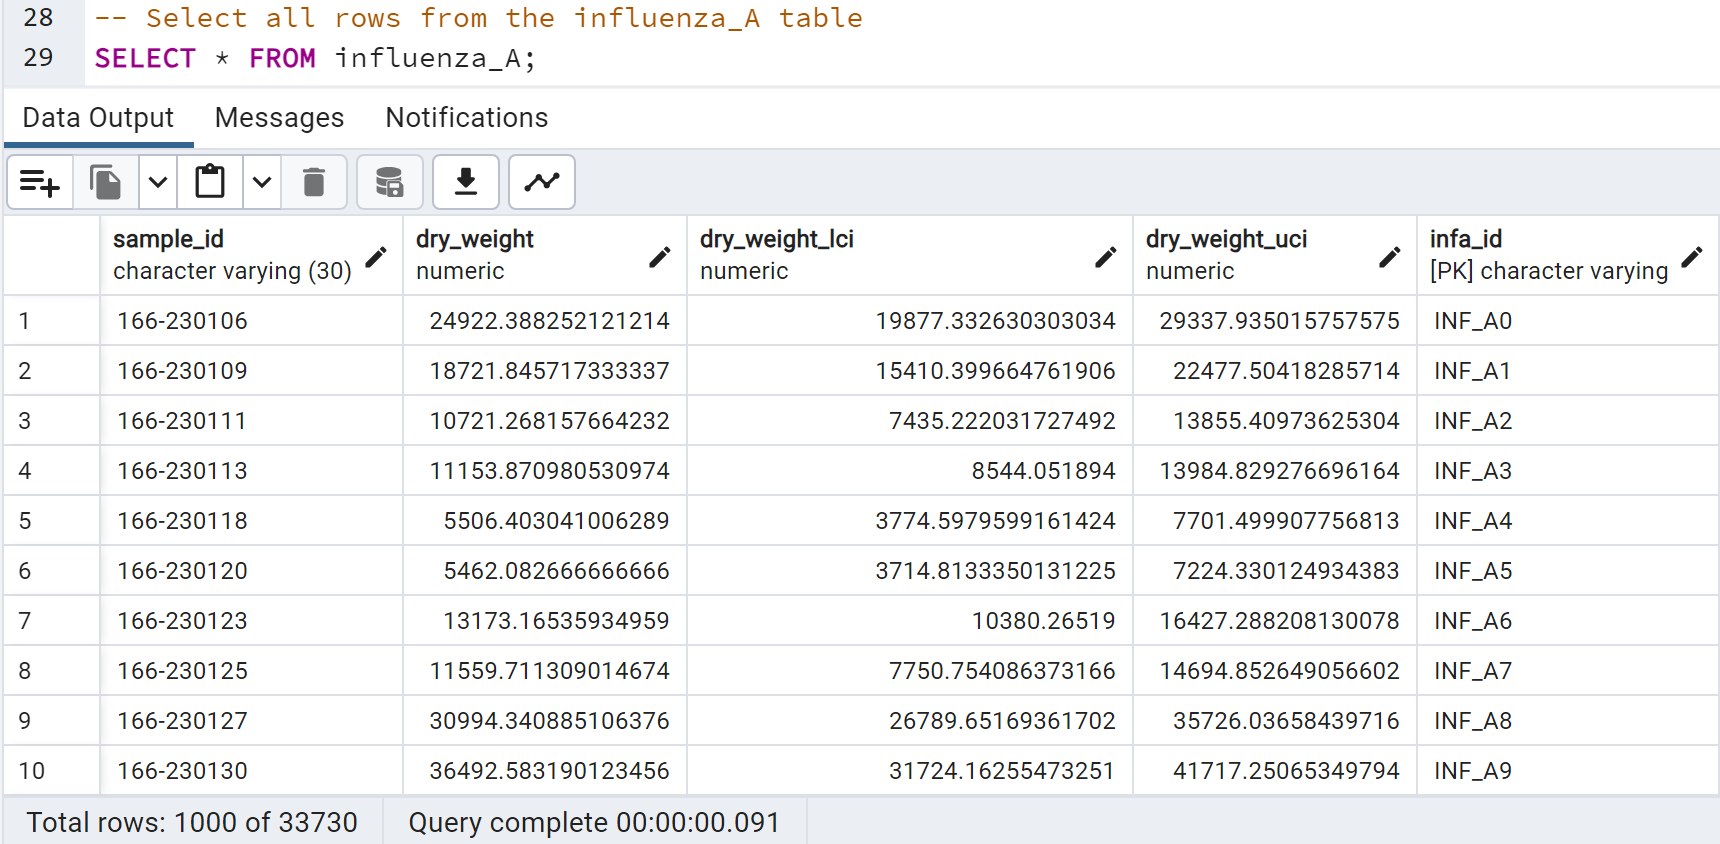 28 -- Select all rows from the influenza_A table
29 SELECT * FROM influenza_A;
Data Output Messages Notifications
sample_id dry_weight dry_weight_lci dry_weight_uci infa_id
character varying (30) numeric numeric numeric [PK] character varying
1 166-230106 24922.388252121214 19877.332630303034 29337.935015757575 INF_A0
2 166-230109 18721.845717333337 15410.399664761906 22477.50418285714 INF_A1
3 166-230111 10721.268157664232 7435.222031727492 13855.40973625304 INF_A2
4 166-230113 11153.870980530974 8544.051894 13984.829276696164 INF_A3
5 166-230118 5506.403041006289 3774.5979599161424 7701.499907756813 INF_A4
6 166-230120 5462.082666666666 3714.8133350131225 7224.330124934383 INF_A5
7 166-230123 13173.16535934959 10380.26519 16427.288208130078 INF_A6
8 166-230125 11559.711309014674 7750.754086373166 14694.852649056602 INF_A7
9 166-230127 30994.340885106376 26789.65169361702 35726.03658439716 INF_A8
10 166-230130 36492.583190123456 31724.16255473251 41717.25065349794 INF_A9
Total rows: 1000 of 33730 Query complete 00:00:00.091